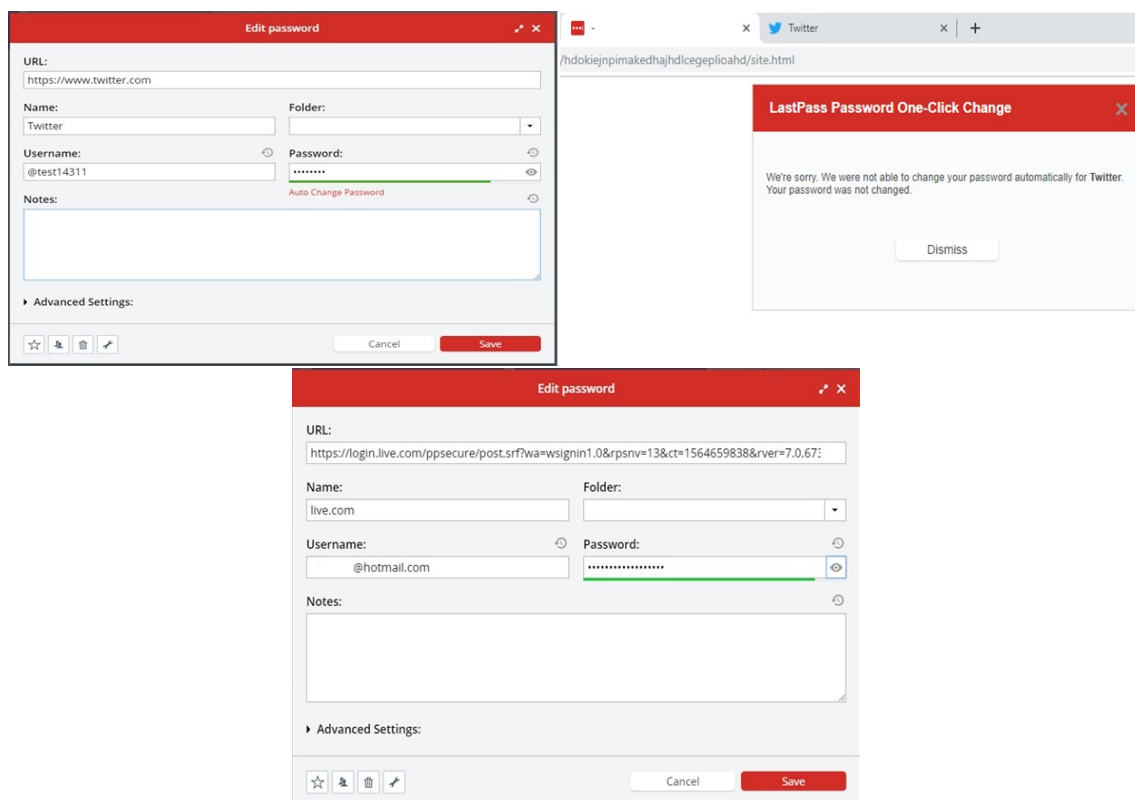 Edit password
URL:
https://www.twitter.com
Name: Folder:
Twitter
Username: Password:
@test14311 ••••••••
Auto Change Password
Notes:
Advanced Settings:
Cancel Save
- Twitter
/hdokiejnpimakedhajhdlcegeplioahd/site.html
LastPass Password One-Click Change
We're sorry. We were not able to change your password automatically for Twitter.
Your password was not changed.
Dismiss
Edit password
URL:
https://login.live.com/ppsecure/post.srf?wa=wsignin1.0&rpsnv=13&ct=1564659838&rver=7.0.673
Name: Folder:
live.com
Username: Password:
@hotmail.com ••••••••••••••••••
Notes:
Advanced Settings:
Cancel Save